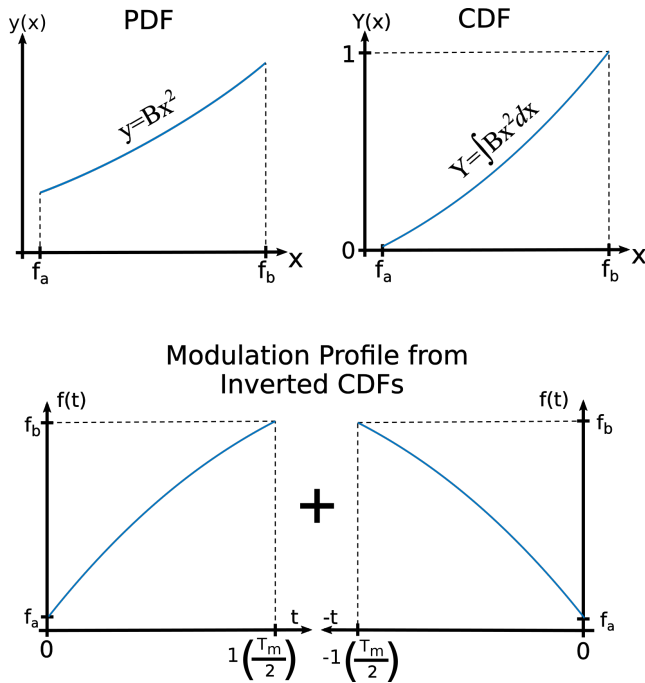 PDF
CDF
y(x)
Y(x)
1
y=Bx²
Y=∫Bx²dx
0
x
x
f_a
f_b
f_a
f_b
Modulation Profile from
Inverted CDFs
f(t)
f(t)
f_b
f_b
+
f_a
f_a
t
-t
0
1(T_m/2)
-1(T_m/2)
0